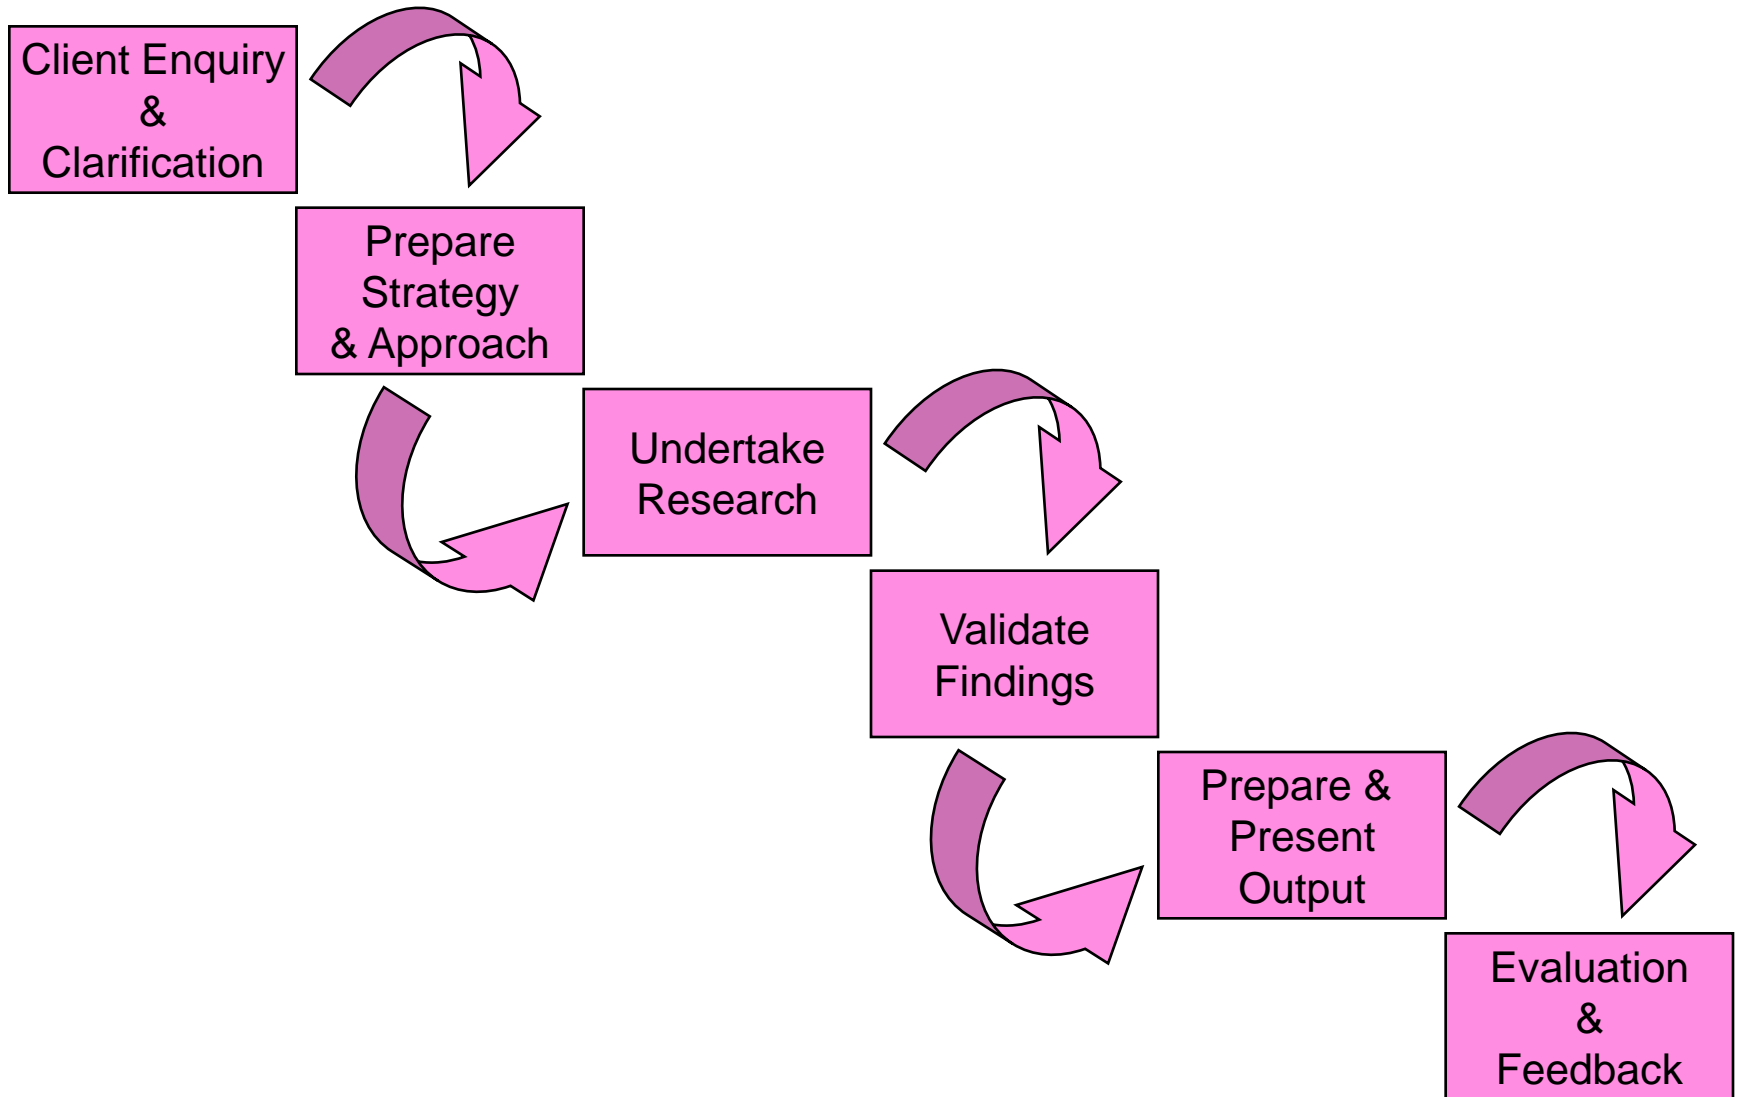 Client Enquiry
&
Clarification
Prepare
Strategy
& Approach
Undertake
Research
Validate
Findings
Prepare &
Present
Output
Evaluation
&
Feedback